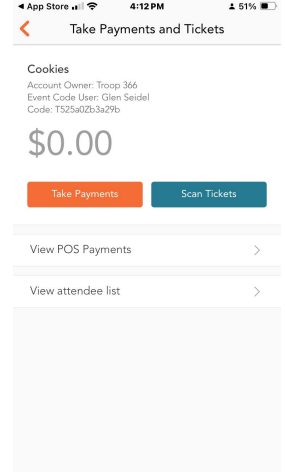 App Store 4:12 PM 51%
Take Payments and Tickets
Cookies
Account Owner: Troop 366
Event Code User: Glen Seidel
Code: T525a0Zb3a29b
$0.00
Take Payments Scan Tickets
View POS Payments
View attendee list